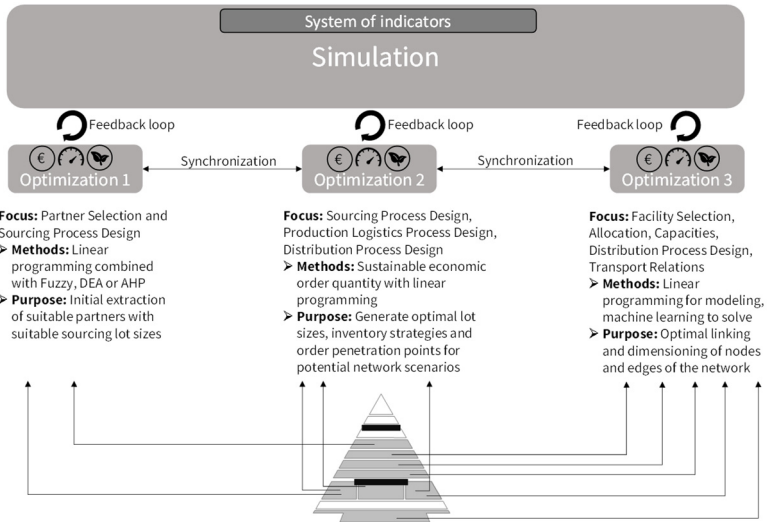 System of indicators
Simulation
Feedback loop
Feedback loop
Feedback loop
€
€
€
Optimization 1
Synchronization
Optimization 2
Synchronization
Optimization 3
Focus: Partner Selection and
Sourcing Process Design
➢ Methods: Linear
programming combined
with Fuzzy, DEA or AHP
➢ Purpose: Initial extraction
of suitable partners with
suitable sourcing lot sizes
Focus: Sourcing Process Design,
Production Logistics Process Design,
Distribution Process Design
➢ Methods: Sustainable economic
order quantity with linear
programming
➢ Purpose: Generate optimal lot
sizes, inventory strategies and
order penetration points for
potential network scenarios
Focus: Facility Selection,
Allocation, Capacities,
Distribution Process Design,
Transport Relations
➢ Methods: Linear
programming for modeling,
machine learning to solve
➢ Purpose: Optimal linking
and dimensioning of nodes
and edges of the network